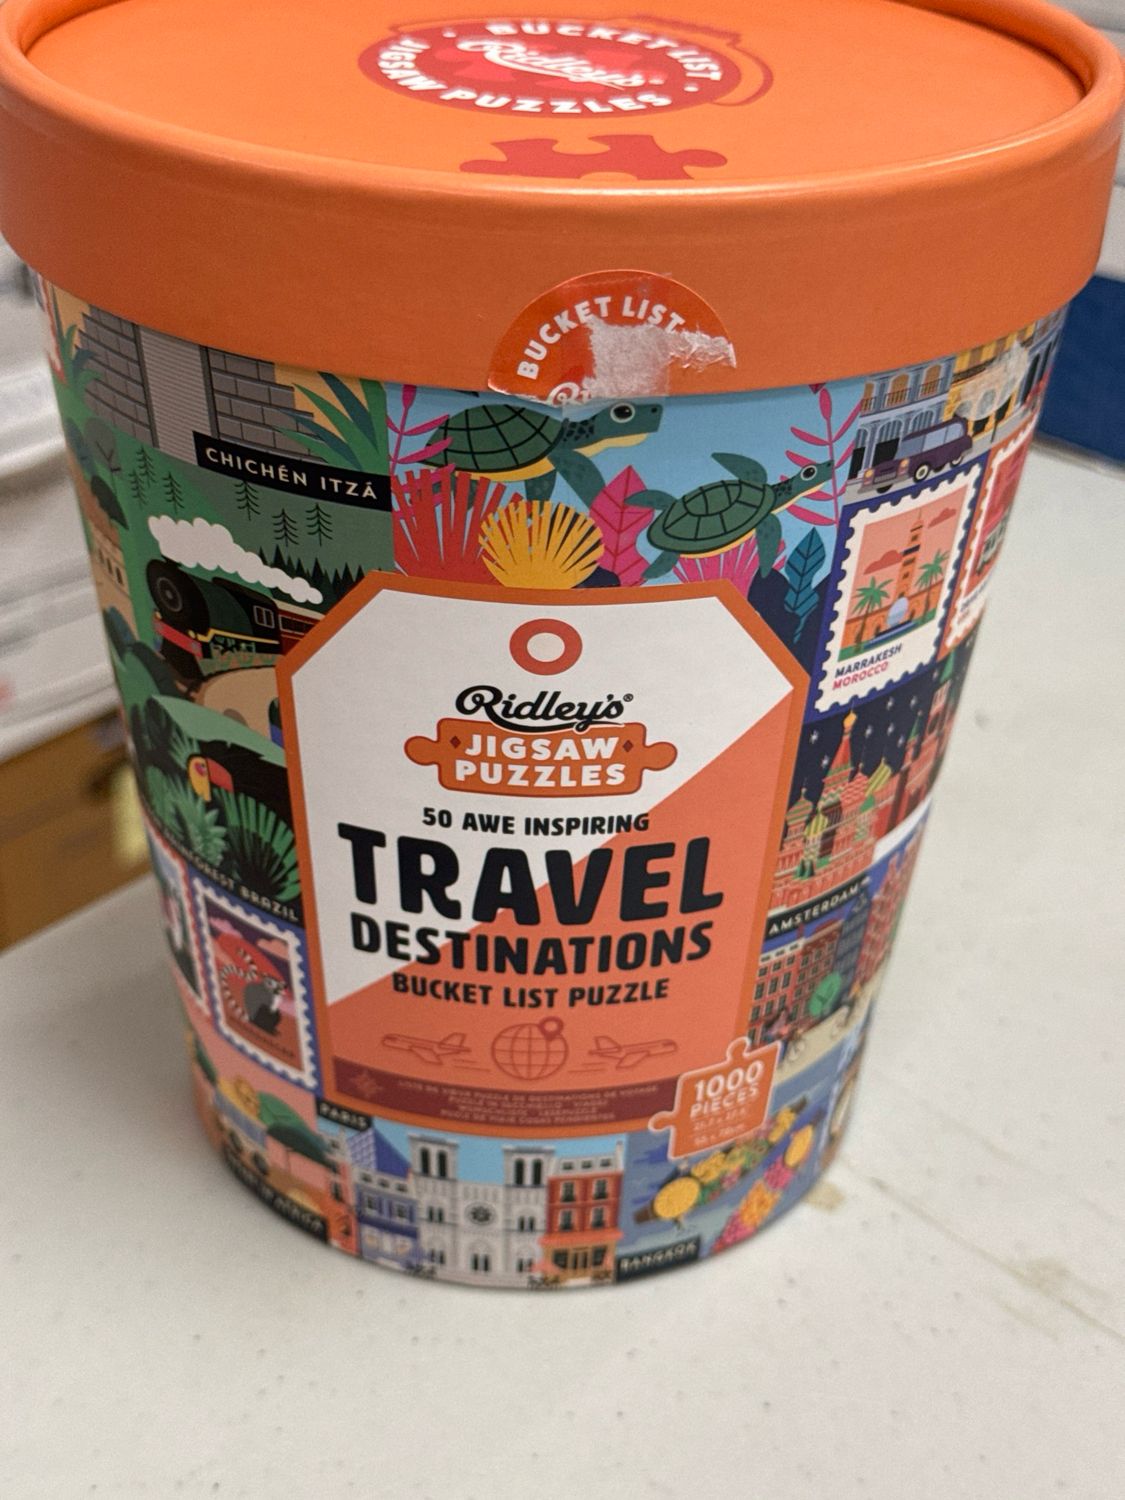 BUCKET LIST
Ridley's
JIGSAW PUZZLES
BUCKET LIST
CHICHÉN ITZÁ
MARRAKESH
MOROCCO
Ridley's®
JIGSAW
PUZZLES
50 AWE INSPIRING
TRAVEL
DESTINATIONS
BUCKET LIST PUZZLE
BRAZIL
AMSTERDAM
1000
PIECES
PARIS
BANGKOK